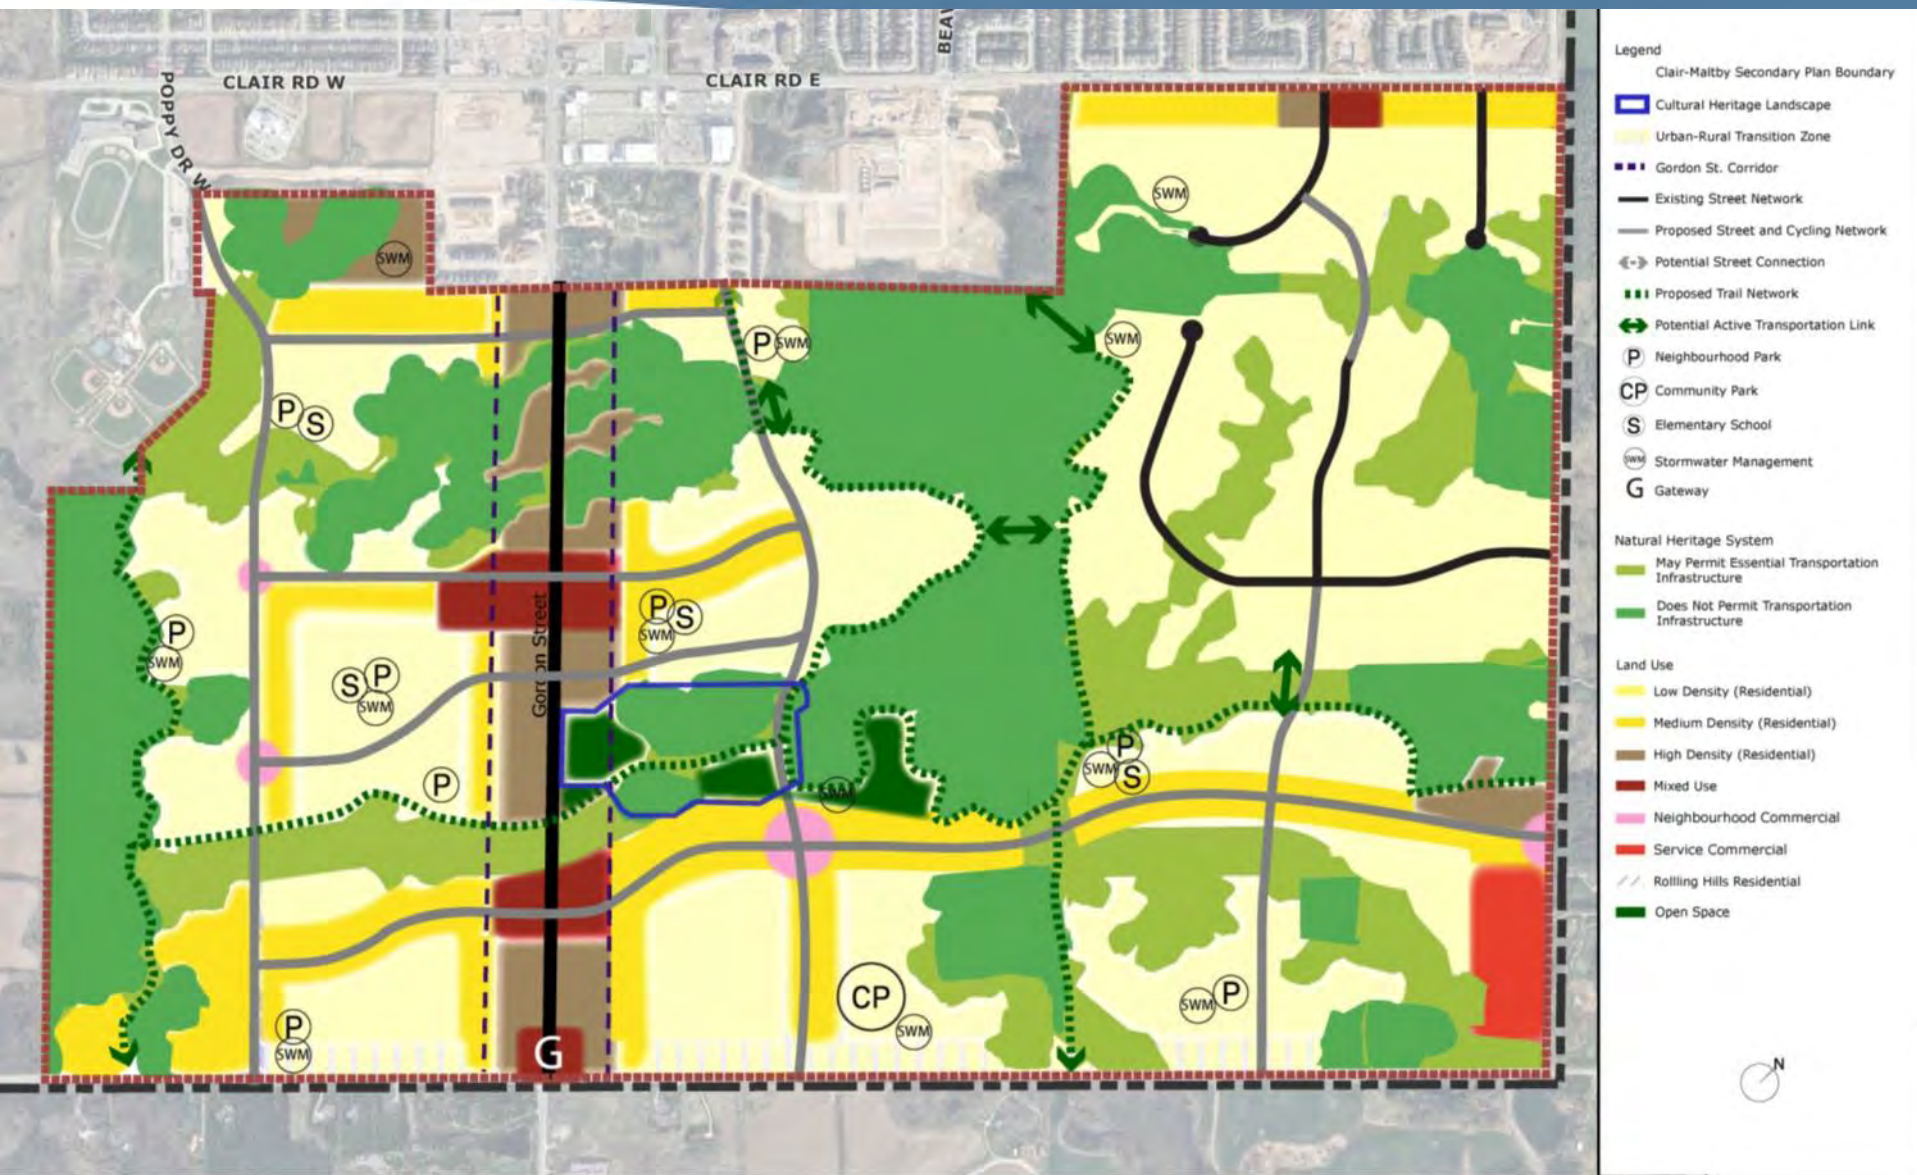 CLAIR RD W
CLAIR RD E
BEAV
POPPY DR W
SWM
SWM
SWM
P
SWM
P
S
P
S
SWM
P
SWM
Gordon Street
S
P
SWM
P
SWM
P
SWM
S
CP
SWM
SWM
P
P
SWM
G
Legend
Clair-Maltby Secondary Plan Boundary
Cultural Heritage Landscape
Urban-Rural Transition Zone
Gordon St. Corridor
Existing Street Network
Proposed Street and Cycling Network
Potential Street Connection
Proposed Trail Network
Potential Active Transportation Link
P Neighbourhood Park
CP Community Park
S Elementary School
SWM Stormwater Management
G Gateway
Natural Heritage System
May Permit Essential Transportation
Infrastructure
Does Not Permit Transportation
Infrastructure
Land Use
Low Density (Residential)
Medium Density (Residential)
High Density (Residential)
Mixed Use
Neighbourhood Commercial
Service Commercial
Rollling Hills Residential
Open Space
N